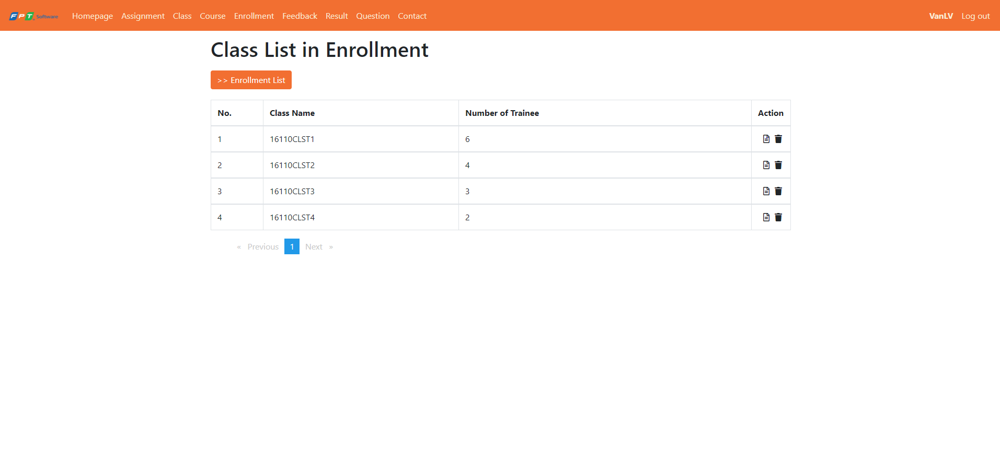 FPT Software Homepage Assignment Class Course Enrollment Feedback Result Question Contact VanLV Log out
Class List in Enrollment
>> Enrollment List
No. Class Name Number of Trainee Action
1 16110CLST1 6
2 16110CLST2 4
3 16110CLST3 3
4 16110CLST4 2
« Previous 1 Next »